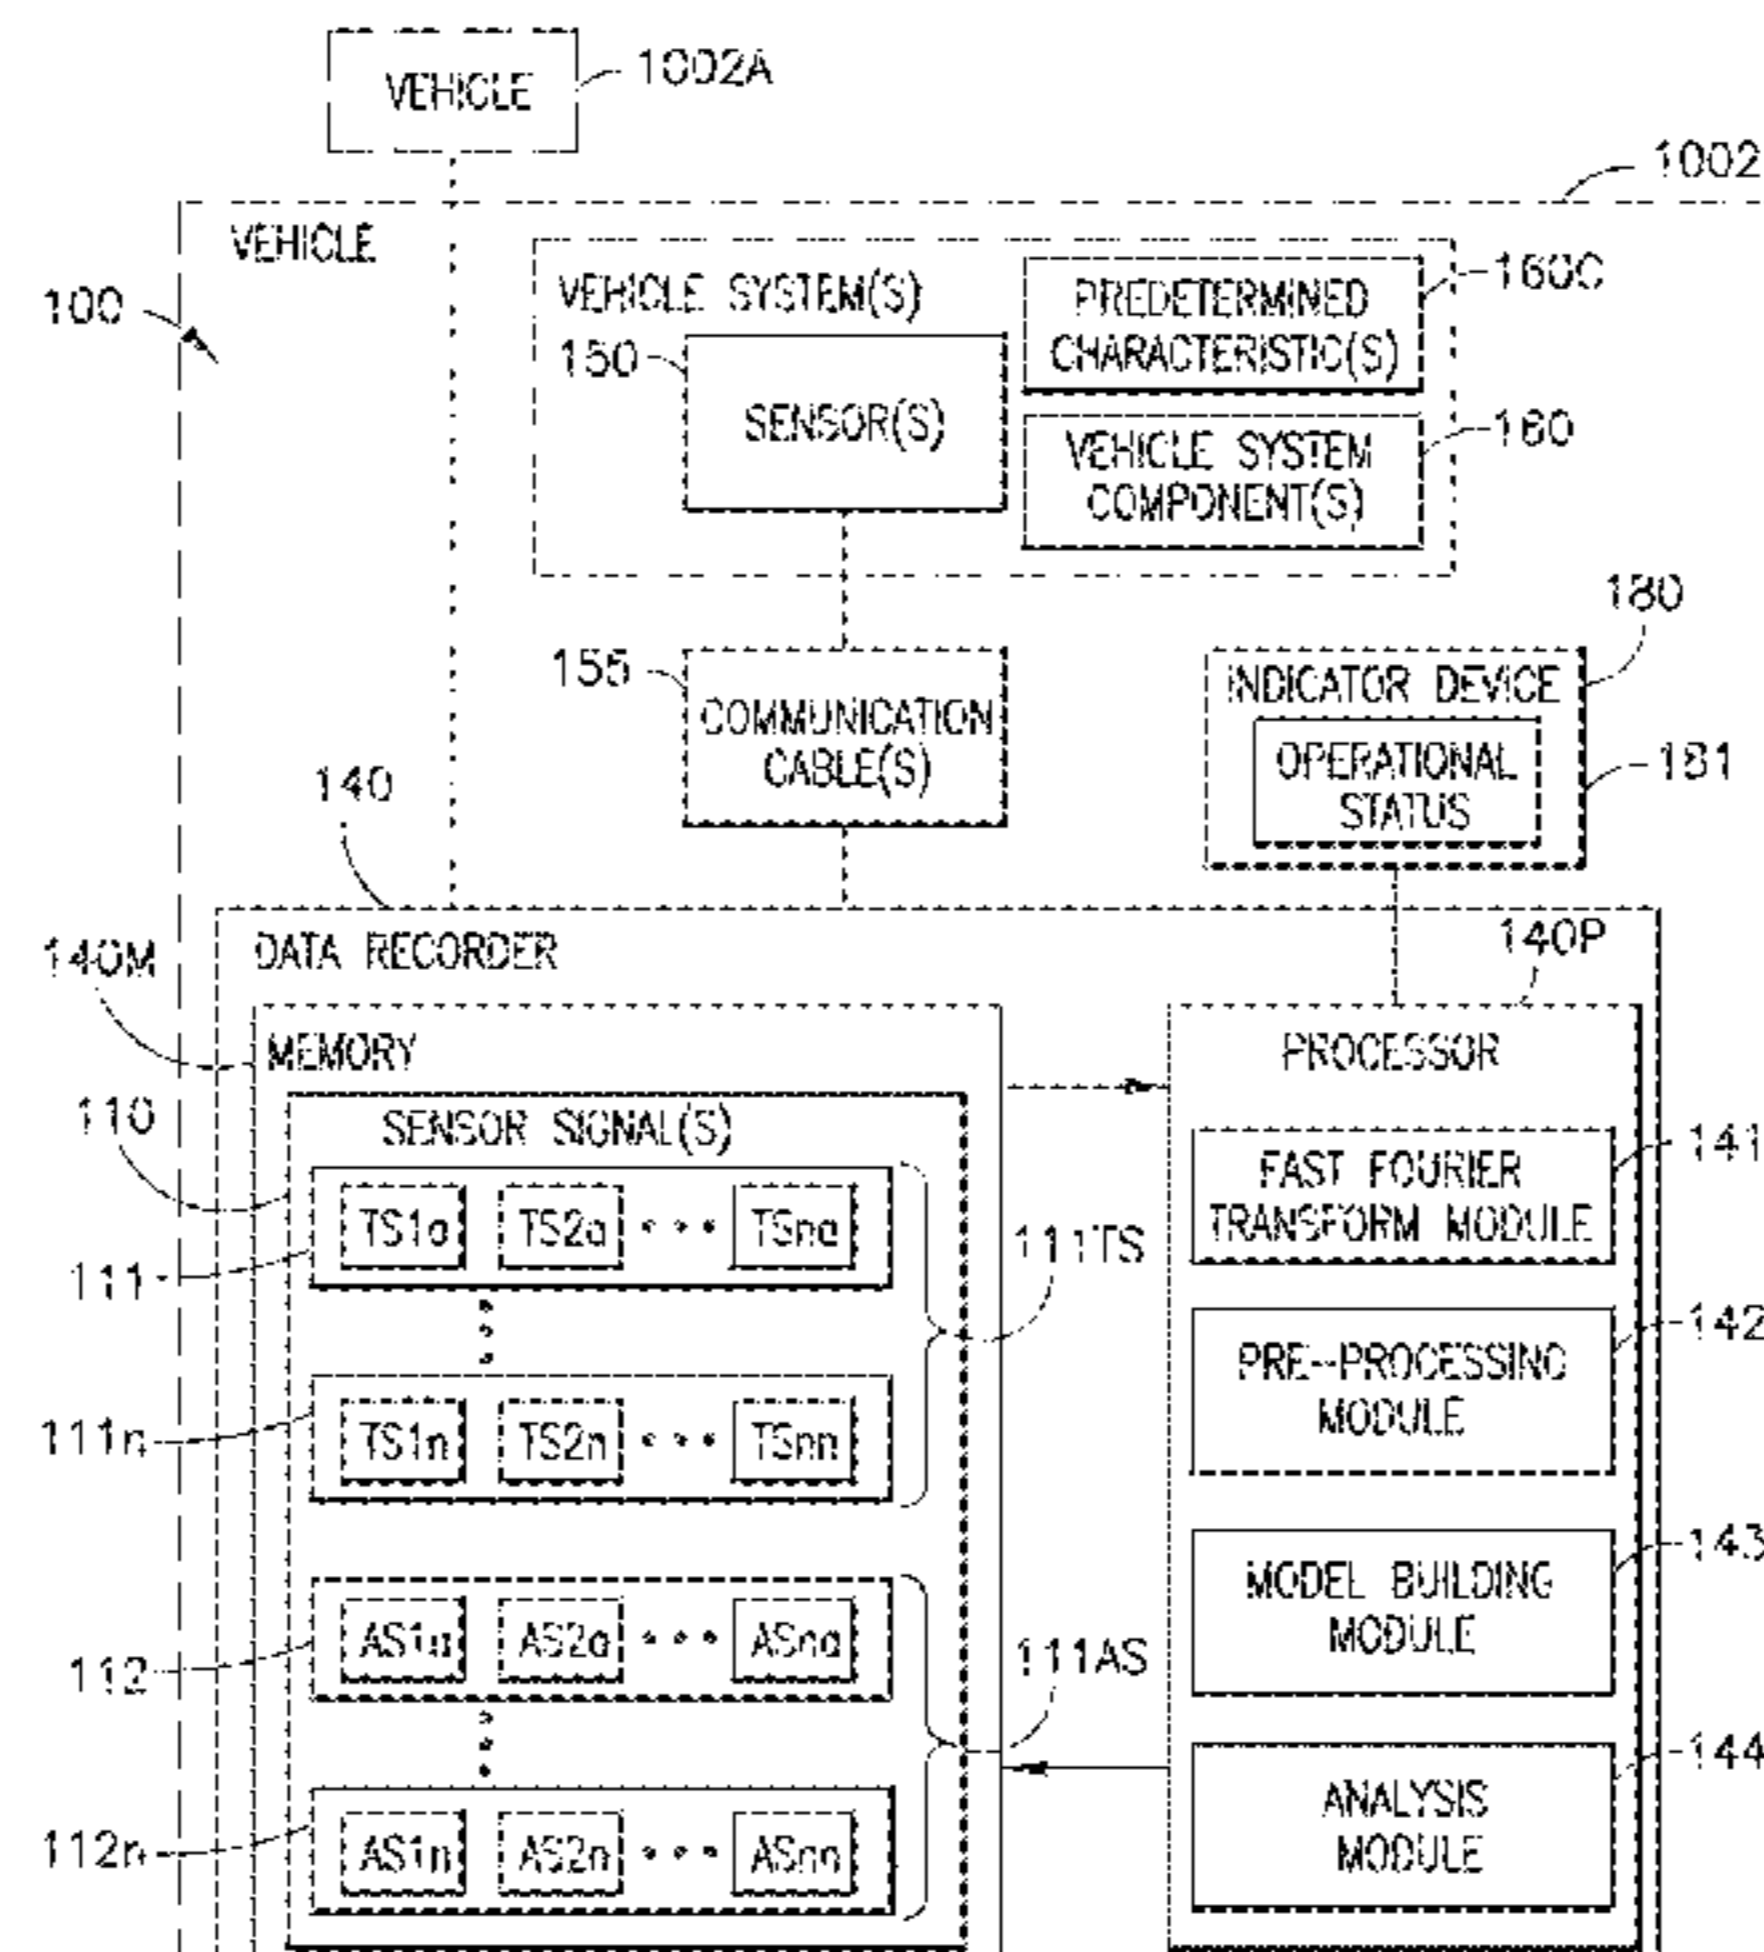 VEHICLE
1002A
1002
VEHICLE
100
VEHICLE SYSTEM(S)
150
SENSOR(S)
PREDETERMINED
CHARACTERISTIC(S)
160C
VEHICLE SYSTEM
COMPONENT(S)
160
155
COMMUNICATION
CABLE(S)
180
INDICATOR DEVICE
OPERATIONAL
STATUS
181
140
DATA RECORDER
140M
MEMORY
140P
PROCESSOR
110
SENSOR SIGNAL(S)
111
TS1a TS2a ••• TSna
111TS
111n
TS1n TS2n ••• TSnn
112
AS1a AS2a ••• ASna
111AS
112n
AS1n AS2n ••• ASnn
FAST FOURIER
TRANSFORM MODULE
141
PRE-PROCESSING
MODULE
142
MODEL BUILDING
MODULE
143
ANALYSIS
MODULE
144